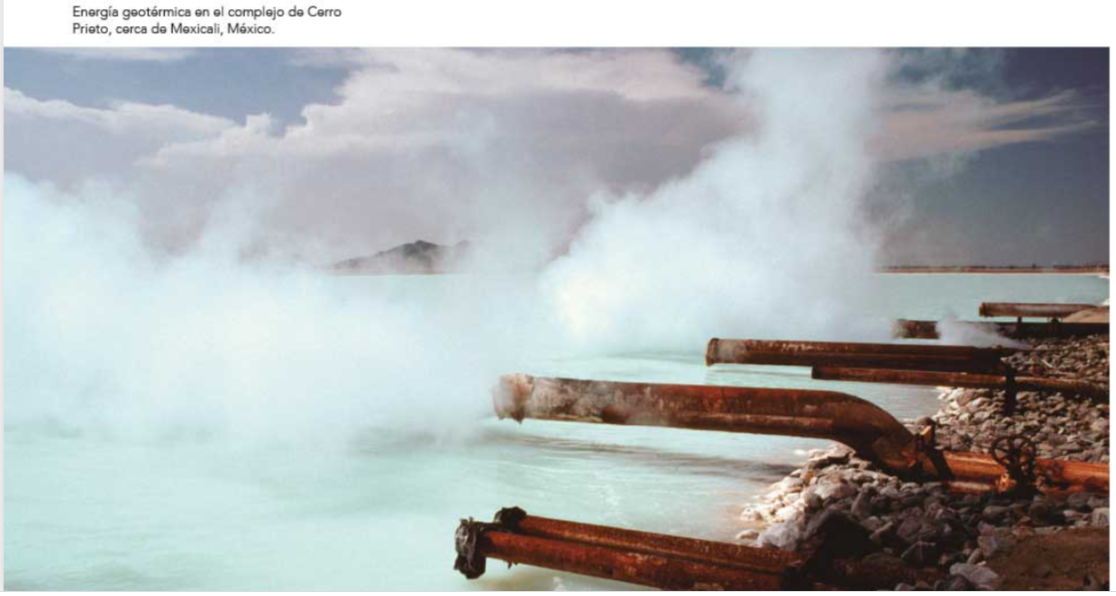 Energía geotérmica en el complejo de Cerro
Prieto, cerca de Mexicali, México.